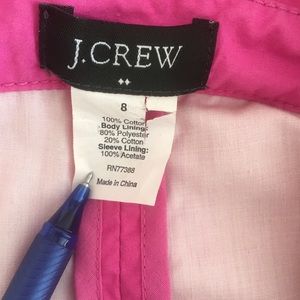 J.CREW
8
100% Cotton
Body Lining:
80% Polyester
20% Cotton
Sleeve Lining:
100% Acetate
RN77388
Made in China